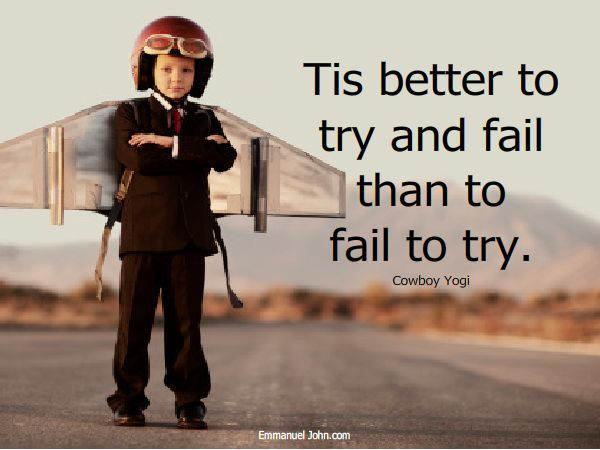 Tis better to
try and fail
than to
fail to try.
Cowboy Yogi
Emmanuel John.com